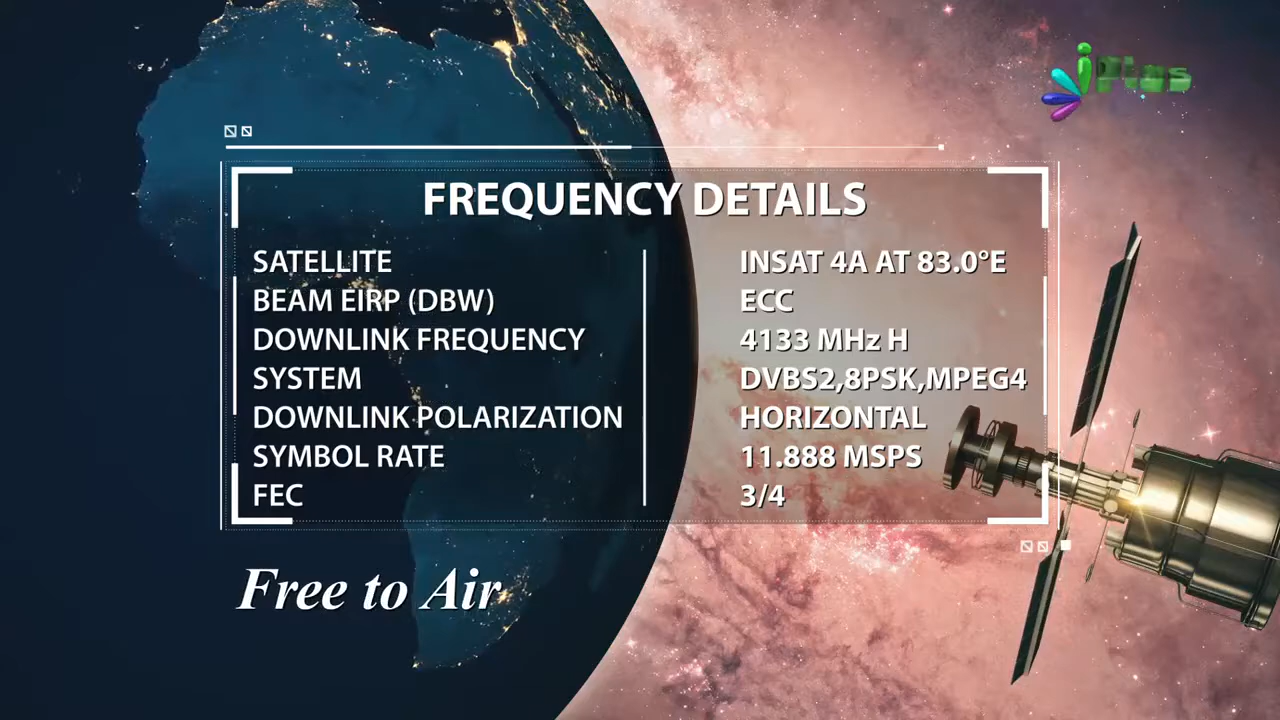 iPlus
FREQUENCY DETAILS
SATELLITE INSAT 4A AT 83.0°E
BEAM EIRP (DBW) ECC
DOWNLINK FREQUENCY 4133 MHz H
SYSTEM DVBS2,8PSK,MPEG4
DOWNLINK POLARIZATION HORIZONTAL
SYMBOL RATE 11.888 MSPS
FEC 3/4
Free to Air